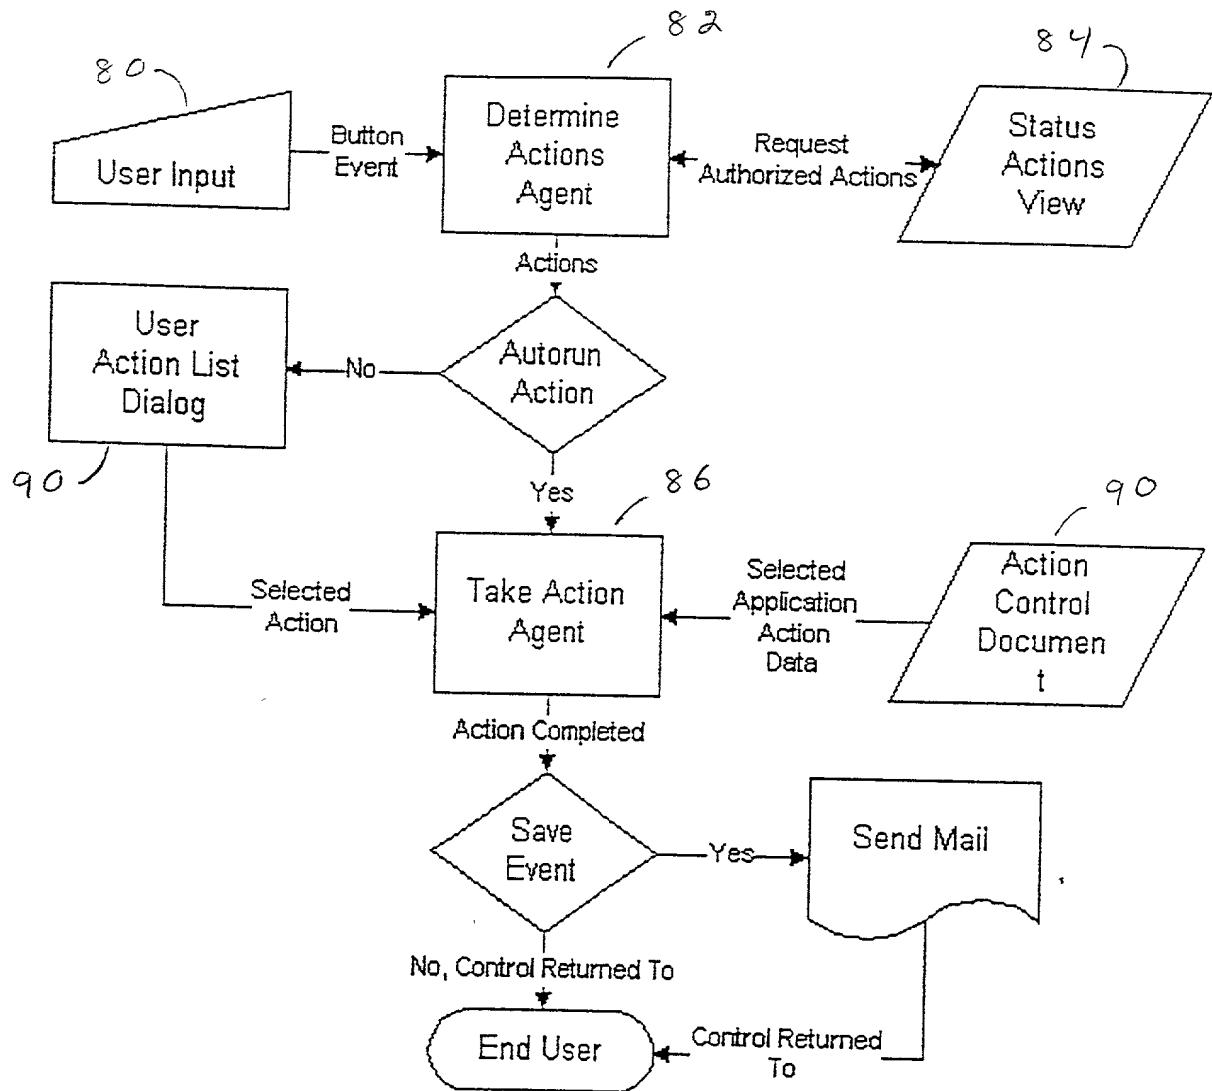 80
82
84
User Input
Button
Event
Determine
Actions
Agent
Request
Authorized Actions
Status
Actions
View
Actions
User
Action List
Dialog
No
Autorun
Action
90
Yes
86
90
Selected
Action
Take Action
Agent
Selected
Application
Action
Data
Action
Control
Documen
t
Action Completed
Save
Event
Yes
Send Mail
No, Control Returned To
End User
Control Returned
To